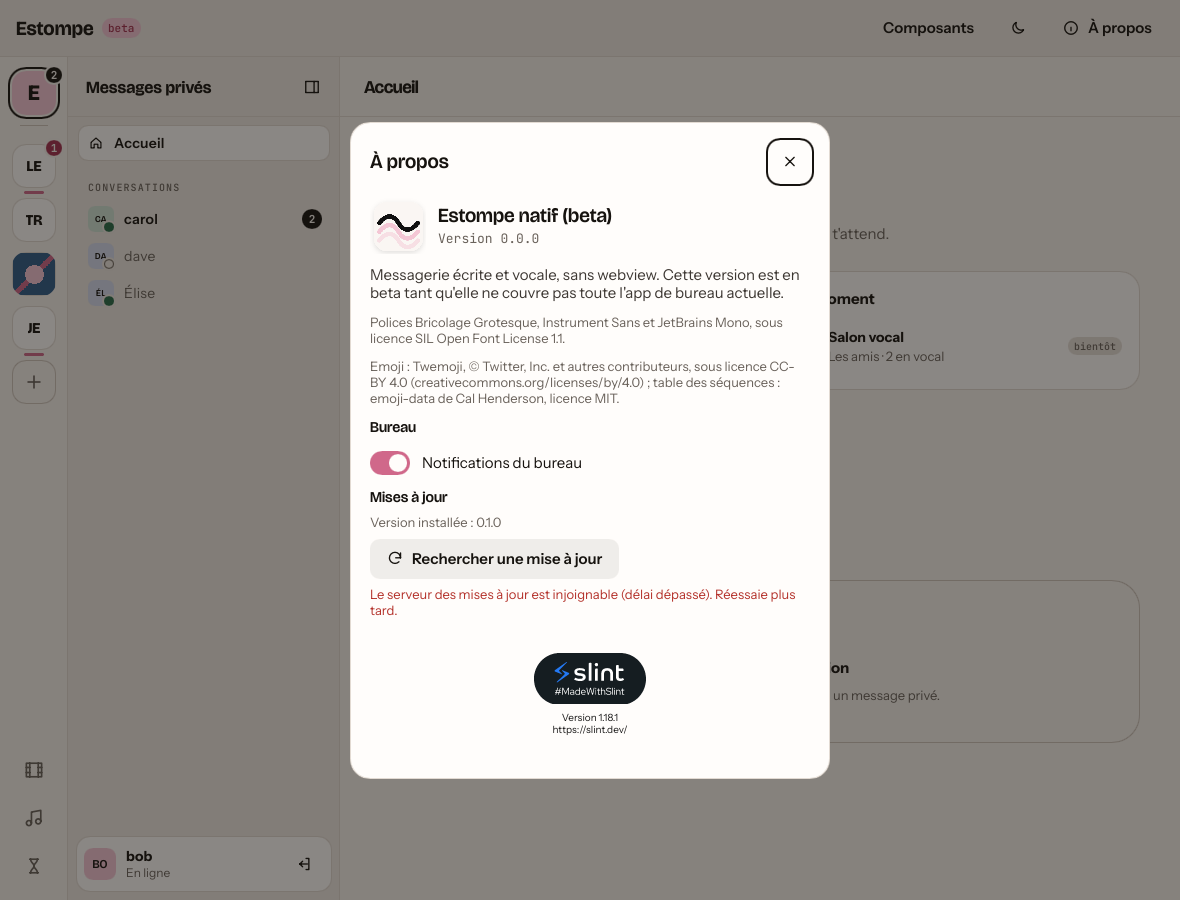 Estompe
beta
Composants
À propos
E
2
Messages privés
Accueil
LE
1
TR
JE
Accueil
CONVERSATIONS
CA
carol
2
DA
dave
ÉL
Élise
BO
bob
En ligne
À propos
Estompe natif (beta)
Version 0.0.0
Messagerie écrite et vocale, sans webview. Cette version est en
beta tant qu'elle ne couvre pas toute l'app de bureau actuelle.
Polices Bricolage Grotesque, Instrument Sans et JetBrains Mono, sous
licence SIL Open Font License 1.1.
Emoji : Twemoji, © Twitter, Inc. et autres contributeurs, sous licence CC-
BY 4.0 (creativecommons.org/licenses/by/4.0) ; table des séquences :
emoji-data de Cal Henderson, licence MIT.
Bureau
Notifications du bureau
Mises à jour
Version installée : 0.1.0
Rechercher une mise à jour
Le serveur des mises à jour est injoignable (délai dépassé). Réessaie plus
tard.
slint
#MadeWithSlint
Version 1.18.1
https://slint.dev/
t'attend.
Salon vocal
Les amis · 2 en vocal
bientôt
un message privé.